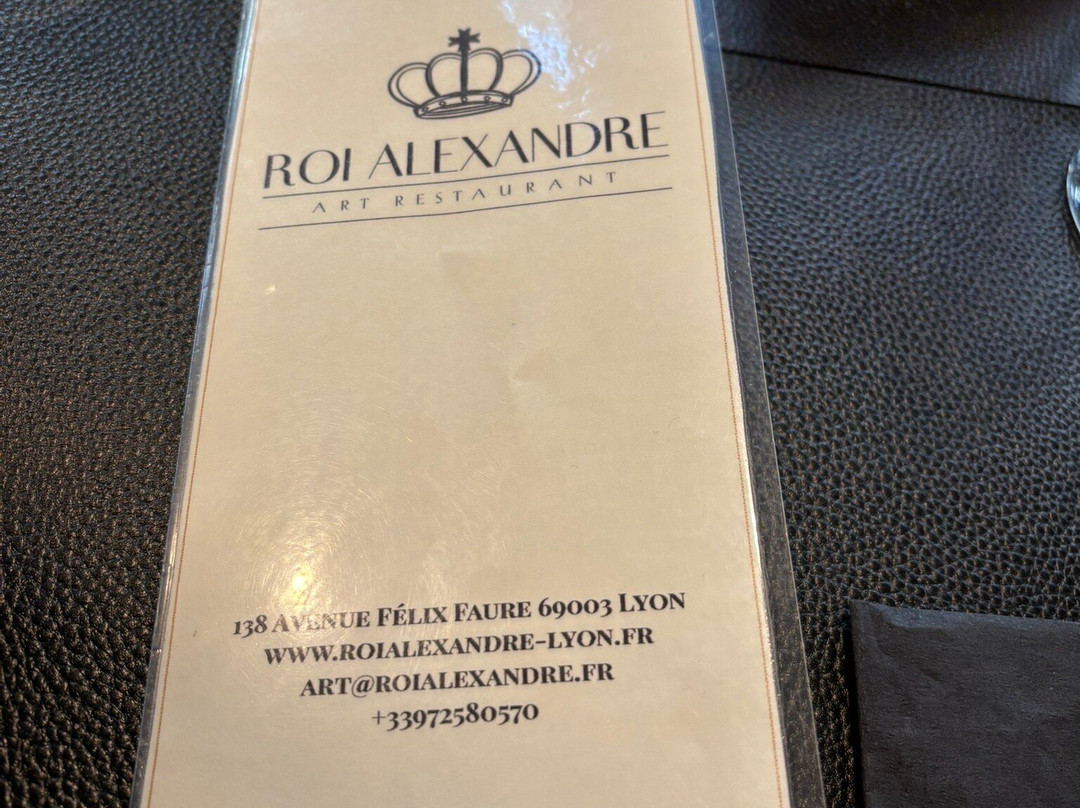 ROI ALEXANDRE
ART RESTAURANT
138 AVENUE FÉLIX FAURE 69003 LYON
WWW.ROIALEXANDRE-LYON.FR
ART@ROIALEXANDRE.FR
+33972580570